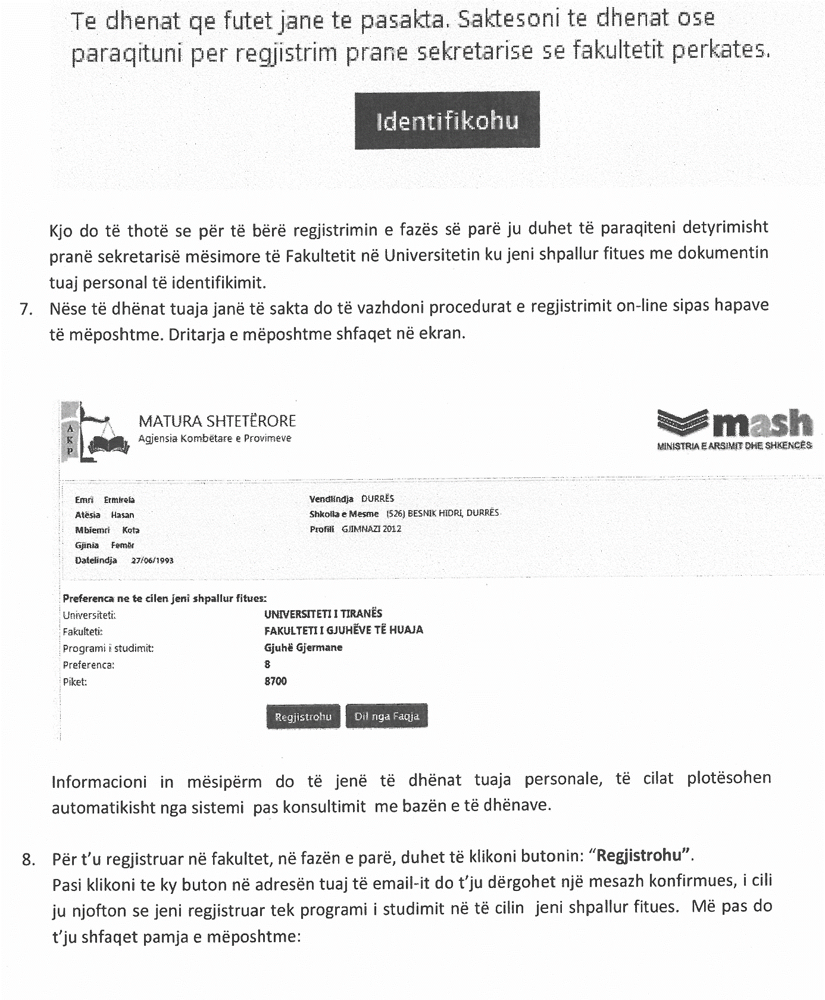 Te dhenat qe futet jane te pasakta. Saktesoni te dhenat ose
paraqituni per regjistrim prane sekretarise se fakultetit perkates.
Identifikohu
Kjo do të thotë se për të bërë regjistrimin e fazës së parë ju duhet të paraqiteni detyrimisht
pranë sekretarisë mësimore të Fakultetit në Universitetin ku jeni shpallur fitues me dokumentin
tuaj personal të identifikimit.
7. Nëse të dhënat tuaja janë të sakta do të vazhdoni procedurat e regjistrimit on-line sipas hapave
të mëposhtme. Dritarja e mëposhtme shfaqet në ekran.
AKP
MATURA SHTETËRORE
Agjensia Kombëtare e Provimeve
mash
MINISTRIA E ARSIMIT DHE SHKENCËS
Emri Ermirela
Atësia Hasan
Mbiemri Kota
Gjinia Femër
Datelindja 27/06/1993
Vendlindja DURRËS
Shkolla e Mesme (526) BESNIK HIDRI, DURRËS
Profili GJIMNAZI 2012
Preferenca ne te cilen jeni shpallur fitues:
Universiteti: UNIVERSITETI I TIRANËS
Fakulteti: FAKULTETI I GJUHËVE TË HUAJA
Programi i studimit: Gjuhë Gjermane
Preferenca: 8
Piket: 8700
Regjistrohu Dil nga Faqja
Informacioni in mësipërm do të jenë të dhënat tuaja personale, të cilat plotësohen
automatikisht nga sistemi pas konsultimit me bazën e të dhënave.
8. Për t'u regjistruar në fakultet, në fazën e parë, duhet të klikoni butonin: "Regjistrohu".
Pasi klikoni te ky buton në adresën tuaj të email-it do t'ju dërgohet një mesazh konfirmues, i cili
ju njofton se jeni regjistruar tek programi i studimit në të cilin jeni shpallur fitues. Më pas do
t'ju shfaqet pamja e mëposhtme: